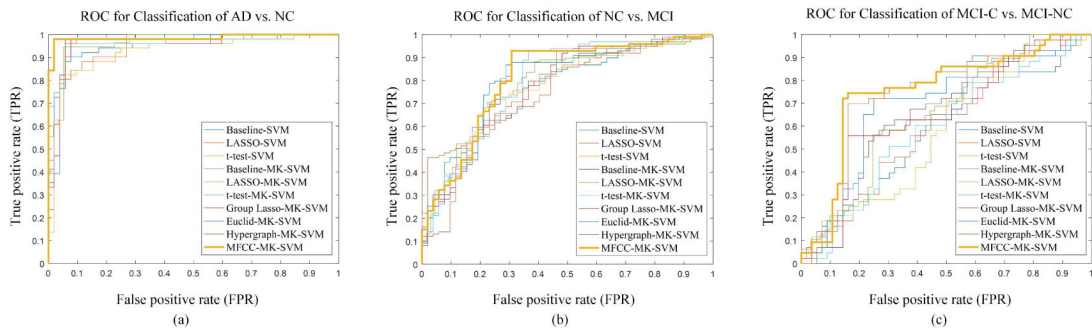 ROC for Classification of AD vs. NC
1
0.9
0.8
0.7
0.6
0.5
0.4
0.3
0.2
0.1
0
True positive rate (TPR)
Baseline-SVM
LASSO-SVM
t-test-SVM
Baseline-MK-SVM
LASSO-MK-SVM
t-test-MK-SVM
Group Lasso-MK-SVM
Euclid-MK-SVM
Hypergraph-MK-SVM
MFCC-MK-SVM
0 0.1 0.2 0.3 0.4 0.5 0.6 0.7 0.8 0.9 1
False positive rate (FPR)
(a)
ROC for Classification of NC vs. MCI
1
0.9
0.8
0.7
0.6
0.5
0.4
0.3
0.2
0.1
0
True positive rate (TPR)
Baseline-SVM
LASSO-SVM
t-test-SVM
Baseline-MK-SVM
LASSO-MK-SVM
t-test-MK-SVM
Group Lasso-MK-SVM
Euclid-MK-SVM
Hypergraph-MK-SVM
MFCC-MK-SVM
0 0.1 0.2 0.3 0.4 0.5 0.6 0.7 0.8 0.9 1
False positive rate (FPR)
(b)
ROC for Classification of MCI-C vs. MCI-NC
1
0.9
0.8
0.7
0.6
0.5
0.4
0.3
0.2
0.1
0
True positive rate (TPR)
Baseline-SVM
LASSO-SVM
t-test-SVM
Baseline-MK-SVM
LASSO-MK-SVM
t-test-MK-SVM
Group Lasso-MK-SVM
Euclid-MK-SVM
Hypergraph-MK-SVM
MFCC-MK-SVM
0 0.1 0.2 0.3 0.4 0.5 0.6 0.7 0.8 0.9 1
False positive rate (FPR)
(c)